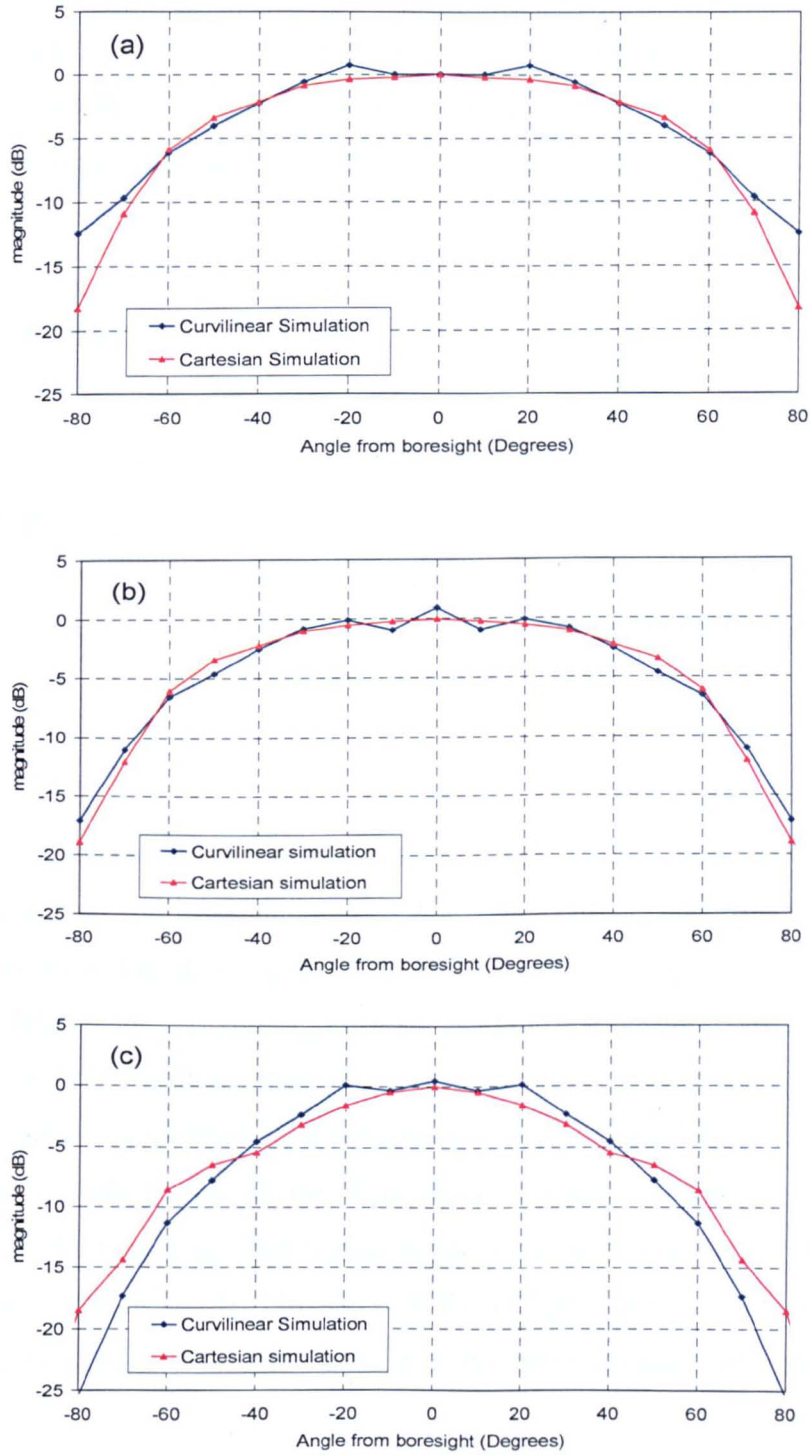 (a)
5
0
-5
-10
-15
-20
-25
magnitude (dB)
Curvilinear Simulation
Cartesian Simulation
-80 -60 -40 -20 0 20 40 60 80
Angle from boresight (Degrees)
(b)
5
0
-5
-10
-15
-20
-25
magnitude (dB)
Curvilinear simulation
Cartesian simulation
-80 -60 -40 -20 0 20 40 60 80
Angle from boresight (Degrees)
(c)
5
0
-5
-10
-15
-20
-25
magnitude (dB)
Curvilinear Simulation
Cartesian simulation
-80 -60 -40 -20 0 20 40 60 80
Angle from boresight (Degrees)